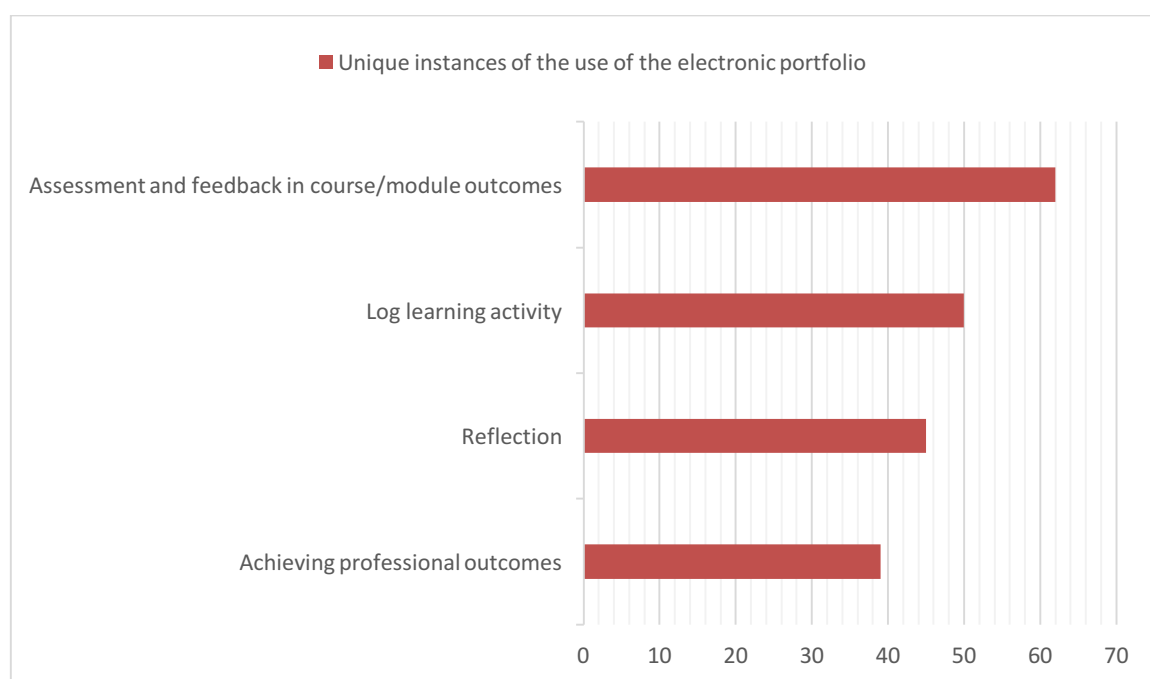 Unique instances of the use of the electronic portfolio
Assessment and feedback in course/module outcomes
Log learning activity
Reflection
Achieving professional outcomes
0 10 20 30 40 50 60 70